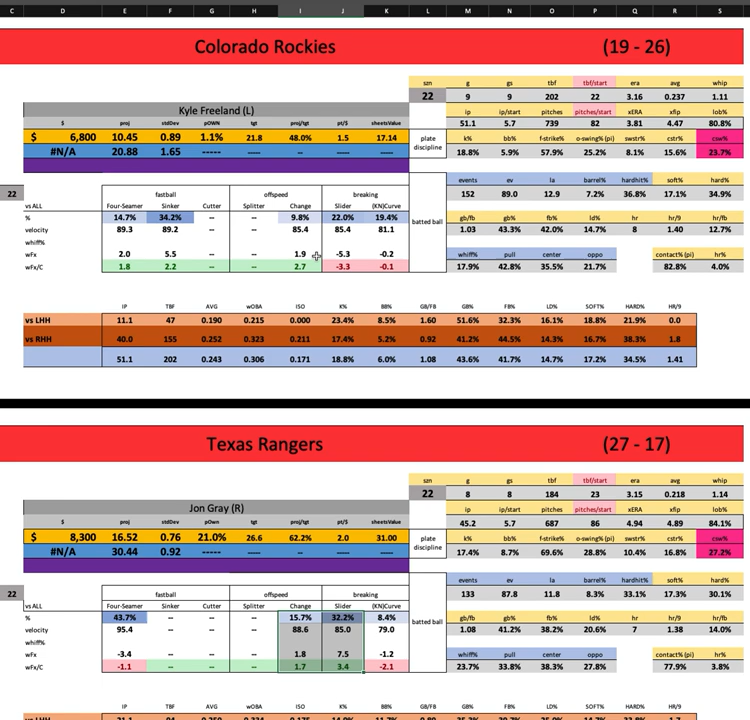 C D E F G H I J K L M N O P Q R S
Colorado Rockies (19 - 26)
szn g gs tbf tbf/start era avg whip
22 9 9 202 22 3.16 0.237 1.11
Kyle Freeland (L) ip ip/start pitches pitches/start xERA xfip lob%
$ proj stdDev pOWN tgt proj/tgt pt/$ sheetsValue 51.1 5.7 739 82 3.81 4.47 80.8%
$ 6,800 10.45 0.89 1.1% 21.8 48.0% 1.5 17.14 plate discipline k% bb% f-strike% o-swing% (pi) swstr% cstr% csw%
#N/A 20.88 1.65 ----- ---- -- -- ---- 18.8% 5.9% 57.9% 25.2% 8.1% 15.6% 23.7%
events ev la barrel% hardhit% soft% hard%
22 fastball offspeed breaking 152 89.0 12.9 7.2% 36.8% 17.1% 34.9%
vs ALL Four-Seamer Sinker Cutter Splitter Change Slider (KN)Curve
% 14.7% 34.2% -- -- 9.8% 22.0% 19.4% batted ball gb/fb gb% fb% ld% hr hr/9 hr/fb
velocity 89.3 89.2 -- -- 85.4 85.4 81.1 1.03 43.3% 42.0% 14.7% 8 1.40 12.7%
whiff%
wFx 2.0 5.5 -- -- 1.9 -5.3 -0.2 whiff% pull center oppo contact% (pi) hr%
wFx/C 1.8 2.2 -- -- 2.7 -3.3 -0.1 17.9% 42.8% 35.5% 21.7% 82.8% 4.0%
IP TBF AVG wOBA ISO K% BB% GB/FB GB% FB% LD% SOFT% HARD% HR/9
vs LHH 11.1 47 0.190 0.215 0.000 23.4% 8.5% 1.60 51.6% 32.3% 16.1% 18.8% 21.9% 0.0
vs RHH 40.0 155 0.252 0.323 0.211 17.4% 5.2% 0.92 41.2% 44.5% 14.3% 16.7% 38.3% 1.8
51.1 202 0.243 0.306 0.171 18.8% 6.0% 1.08 43.6% 41.7% 14.7% 17.2% 34.5% 1.41
Texas Rangers (27 - 17)
szn g gs tbf tbf/start era avg whip
22 8 8 184 23 3.15 0.218 1.14
Jon Gray (R) ip ip/start pitches pitches/start xERA xfip lob%
$ proj stdDev pOwn tgt proj/tgt pt/$ sheetsValue 45.2 5.7 687 86 4.94 4.89 84.1%
$ 8,300 16.52 0.76 21.0% 26.6 62.2% 2.0 31.00 plate discipline k% bb% f-strike% o-swing% (pi) swstr% cstr% csw%
#N/A 30.44 0.92 ----- ---- -- -- ---- 17.4% 8.7% 69.6% 28.8% 10.4% 16.8% 27.2%
events ev la barrel% hardhit% soft% hard%
22 fastball offspeed breaking 133 87.8 11.8 8.3% 33.1% 17.3% 30.1%
vs ALL Four-Seamer Sinker Cutter Splitter Change Slider (KN)Curve
% 43.7% -- -- -- 15.7% 32.2% 8.4% batted ball gb/fb gb% fb% ld% hr hr/9 hr/fb
velocity 95.4 -- -- -- 88.6 85.0 79.0 1.08 41.2% 38.2% 20.6% 7 1.38 14.0%
whiff%
wFx -3.4 -- -- -- 1.8 7.5 -1.2 whiff% pull center oppo contact% (pi) hr%
wFx/C -1.1 -- -- -- 1.7 3.4 -2.1 23.7% 33.8% 38.3% 27.8% 77.9% 3.8%
IP TBF AVG wOBA ISO K% BB% GB/FB GB% FB% LD% SOFT% HARD% HR/9